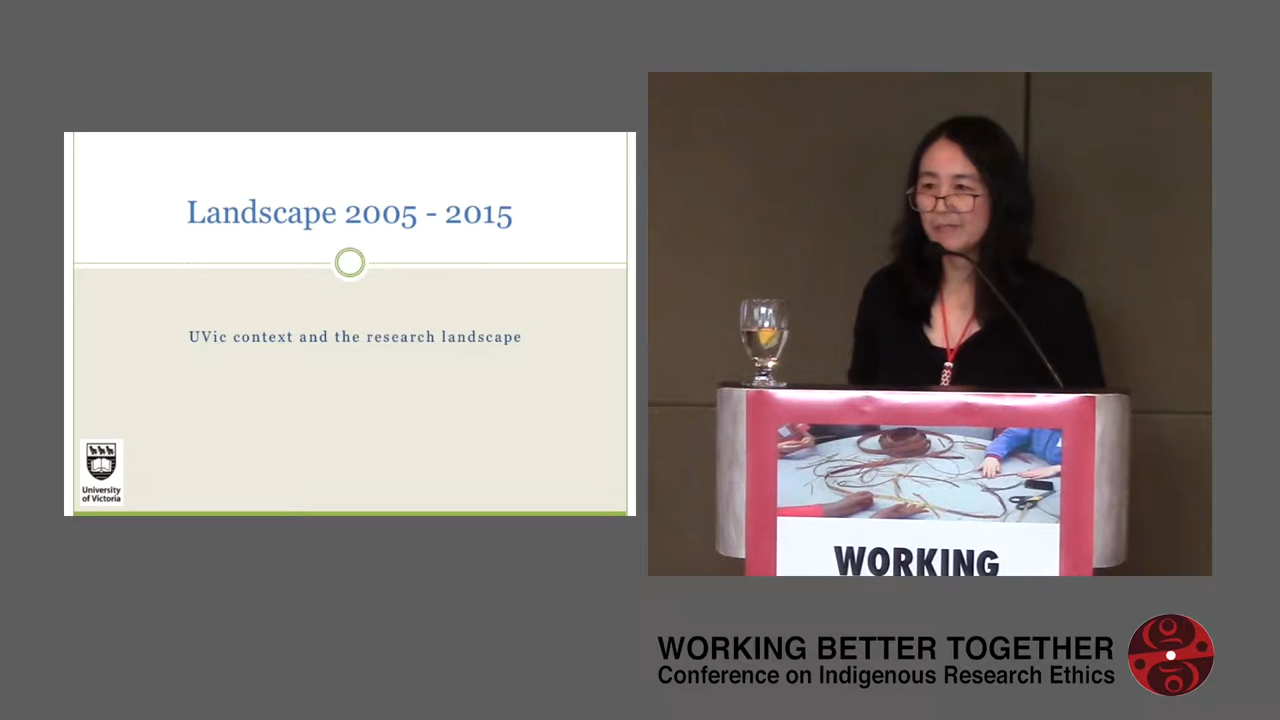 Landscape 2005 - 2015
UVic context and the research landscape
University
of Victoria
WORKING
WORKING BETTER TOGETHER
Conference on Indigenous Research Ethics